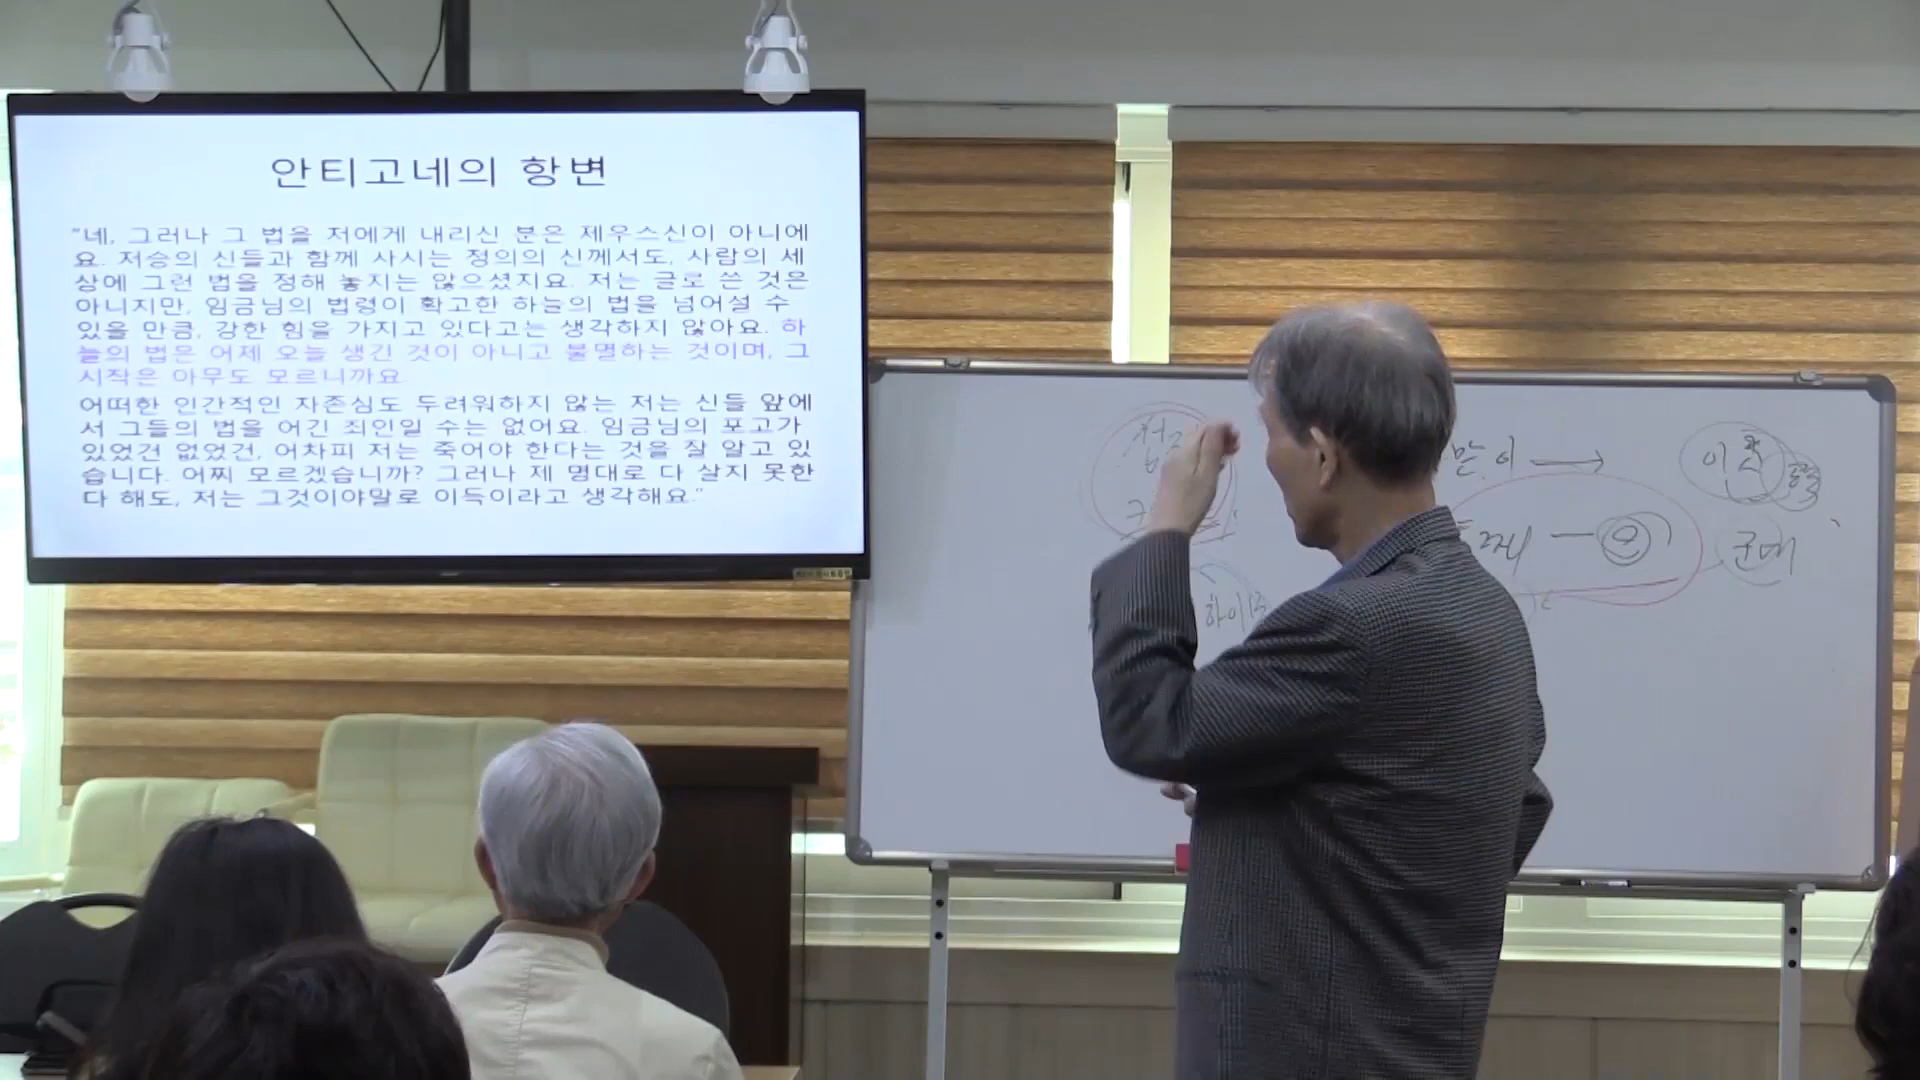 안티고네의 항변
"네, 그러나 그 법을 저에게 내리신 분은 제우스신이 아니에
요. 저승의 신들과 함께 사시는 정의의 신께서도, 사람의 세
상에 그런 법을 정해 놓지는 않으셨지요. 저는 글로 쓴 것은
아니지만, 임금님의 법령이 확고한 하늘의 법을 넘어설 수
있을 만큼, 강한 힘을 가지고 있다고는 생각하지 않아요. 하
늘의 법은 어제 오늘 생긴 것이 아니고 불멸하는 것이며, 그
시작은 아무도 모르니까요.
어떠한 인간적인 자존심도 두려워하지 않는 저는 신들 앞에
서 그들의 법을 어긴 죄인일 수는 없어요. 임금님의 포고가
있었건 없었건, 어차피 저는 죽어야 한다는 것을 잘 알고 있
습니다. 어찌 모르겠습니까? 그러나 제 명대로 다 살지 못한
다 해도, 저는 그것이야말로 이득이라고 생각해요."